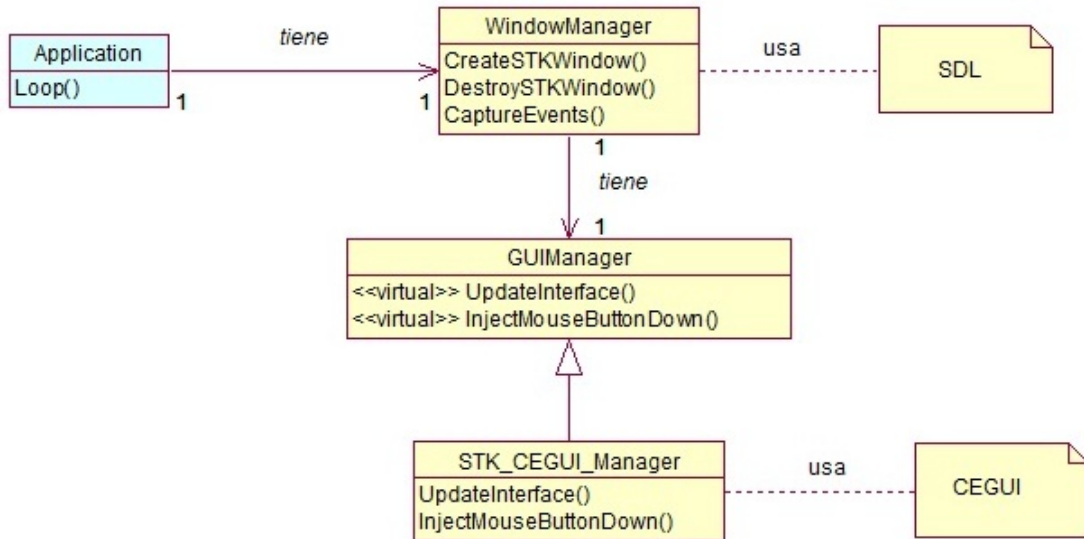 Application
Loop()
tiene
1
1
WindowManager
CreateSTKWindow()
DestroySTKWindow()
CaptureEvents()
usa
SDL
1
tiene
1
GUIManager
<<virtual>> UpdateInterface()
<<virtual>> InjectMouseButtonDown()
STK_CEGUI_Manager
UpdateInterface()
InjectMouseButtonDown()
usa
CEGUI